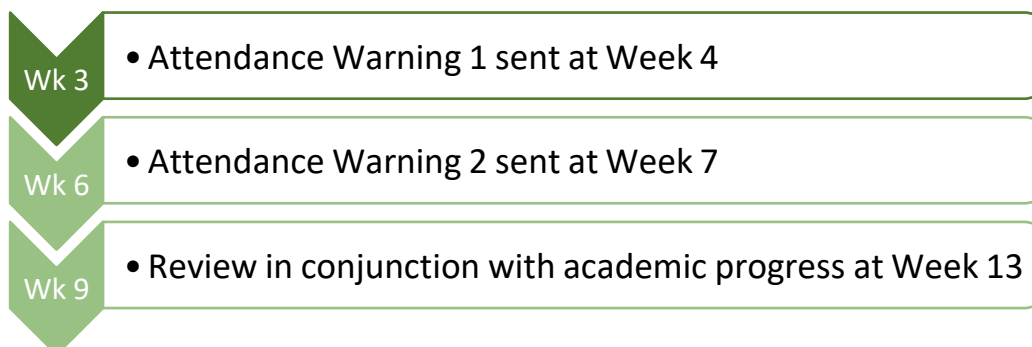 Wk 3
• Attendance Warning 1 sent at Week 4
Wk 6
• Attendance Warning 2 sent at Week 7
Wk 9
• Review in conjunction with academic progress at Week 13